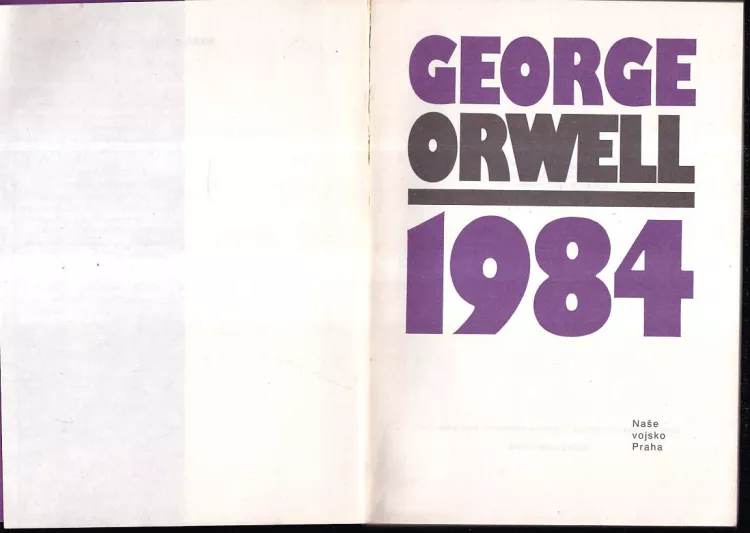 GEORGE
ORWELL
1984
Naše
vojsko
Praha